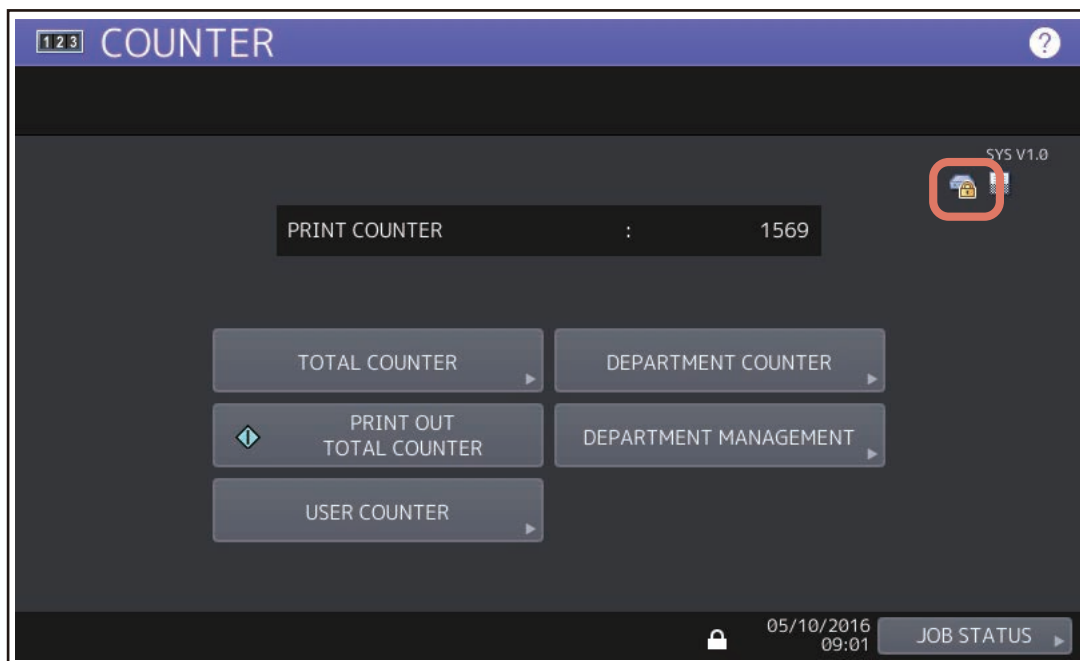 123 COUNTER ?
SYS V1.0
PRINT COUNTER : 1569
TOTAL COUNTER
DEPARTMENT COUNTER
PRINT OUT
TOTAL COUNTER
DEPARTMENT MANAGEMENT
USER COUNTER
05/10/2016
09:01
JOB STATUS